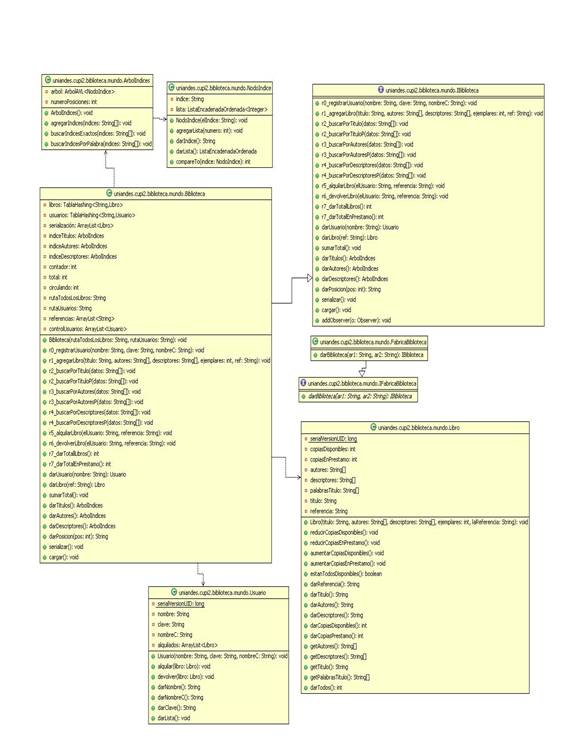 uniandes.cupi2.biblioteca.mundo.ArbolIndices
arbol: ArbolAVL<NodoIndice>
numeroPosiciones: int
ArbolIndices(): void
agregarIndices(indices: String[]): void
buscarIndicesExactos(indices: String[]): void
buscarIndicesPorPalabra(indices: String[]): void
uniandes.cupi2.biblioteca.mundo.NodoIndice
indice: String
lista: ListaEncadenadaOrdenada<Integer>
NodoIndice(elIndice: String): void
agregarLista(numero: int): void
darIndice(): String
darLista(): ListaEncadenadaOrdenada
compareTo(indice: NodoIndice): int
uniandes.cupi2.biblioteca.mundo.IBiblioteca
r0_registrarUsuario(nombre: String, clave: String, nombreC: String): void
r1_agregarLibro(titulo: String, autores: String[], descriptores: String[], ejemplares: int, ref: String): void
r2_buscarPorTitulo(datos: String[]): void
r2_buscarPorTituloP(datos: String[]): void
r3_buscarPorAutores(datos: String[]): void
r3_buscarPorAutoresP(datos: String[]): void
r4_buscarPorDescriptores(datos: String[]): void
r4_buscarPorDescriptoresP(datos: String[]): void
r5_alquilarLibro(elUsuario: String, referencia: String): void
r6_devolverLibro(elUsuario: String, referencia: String): void
r7_darTotalLibros(): int
r7_darTotalEnPrestamo(): int
darUsuario(nombre: String): Usuario
darLibro(ref: String): Libro
sumarTotal(): void
darTitulos(): ArbolIndices
darAutores(): ArbolIndices
darDescriptores(): ArbolIndices
darPosicion(pos: int): String
serializar(): void
cargar(): void
addObserver(o: Observer): void
uniandes.cupi2.biblioteca.mundo.Biblioteca
libros: TablaHashing<String,Libro>
usuarios: TablaHashing<String,Usuario>
serialización: ArrayList<Libro>
indiceTitulos: ArbolIndices
indiceAutores: ArbolIndices
indiceDescriptores: ArbolIndices
contador: int
total: int
circulando: int
rutaTodosLosLibros: String
rutaUsuarios: String
referencias: ArrayList<String>
controlUsuarios: ArrayList<Usuario>
Biblioteca(rutaTodosLosLibros: String, rutaUsuarios: String): void
r0_registrarUsuario(nombre: String, clave: String, nombreC: String): void
r1_agregarLibro(titulo: String, autores: String[], descriptores: String[], ejemplares: int, ref: String): void
r2_buscarPorTitulo(datos: String[]): void
r2_buscarPorTituloP(datos: String[]): void
r3_buscarPorAutores(datos: String[]): void
r3_buscarPorAutoresP(datos: String[]): void
r4_buscarPorDescriptores(datos: String[]): void
r4_buscarPorDescriptoresP(datos: String[]): void
r5_alquilarLibro(elUsuario: String, referencia: String): void
r6_devolverLibro(elUsuario: String, referencia: String): void
r7_darTotalLibros(): int
r7_darTotalEnPrestamo(): int
darUsuario(nombre: String): Usuario
darLibro(ref: String): Libro
sumarTotal(): void
darTitulos(): ArbolIndices
darAutores(): ArbolIndices
darDescriptores(): ArbolIndices
darPosicion(pos: int): String
serializar(): void
cargar(): void
uniandes.cupi2.biblioteca.mundo.FabricaBiblioteca
darBiblioteca(ar1: String, ar2: String): IBiblioteca
uniandes.cupi2.biblioteca.mundo.IFabricaBiblioteca
darBiblioteca(ar1: String, ar2: String): IBiblioteca
uniandes.cupi2.biblioteca.mundo.Libro
serialVersionUID: long
copiasDisponibles: int
copiasEnPrestamo: int
autores: String[]
descriptores: String[]
palabrasTitulo: String[]
titulo: String
referencia: String
Libro(titulo: String, autores: String[], descriptores: String[], ejemplares: int, laReferencia: String): void
reducirCopiasDisponibles(): void
reducirCopiasEnPrestamo(): void
aumentarCopiasDisponibles(): void
aumentarCopiasEnPrestamo(): void
estanTodosDisponibles(): boolean
darReferencia(): String
darTitulo(): String
darAutores(): String
darDescriptores(): String
darCopiasDisponibles(): int
darCopiasPrestamo(): int
getAutores(): String[]
getDescriptores(): String[]
getTitulo(): String
getPalabrasTitulo(): String[]
darTodos(): int
uniandes.cupi2.biblioteca.mundo.Usuario
serialVersionUID: long
nombre: String
clave: String
nombreC: String
alquilados: ArrayList<Libro>
Usuario(nombre: String, clave: String, nombreC: String): void
alquilar(libro: Libro): void
devolver(libro: Libro): void
darNombre(): String
darNombreC(): String
darClave(): String
darLista(): void